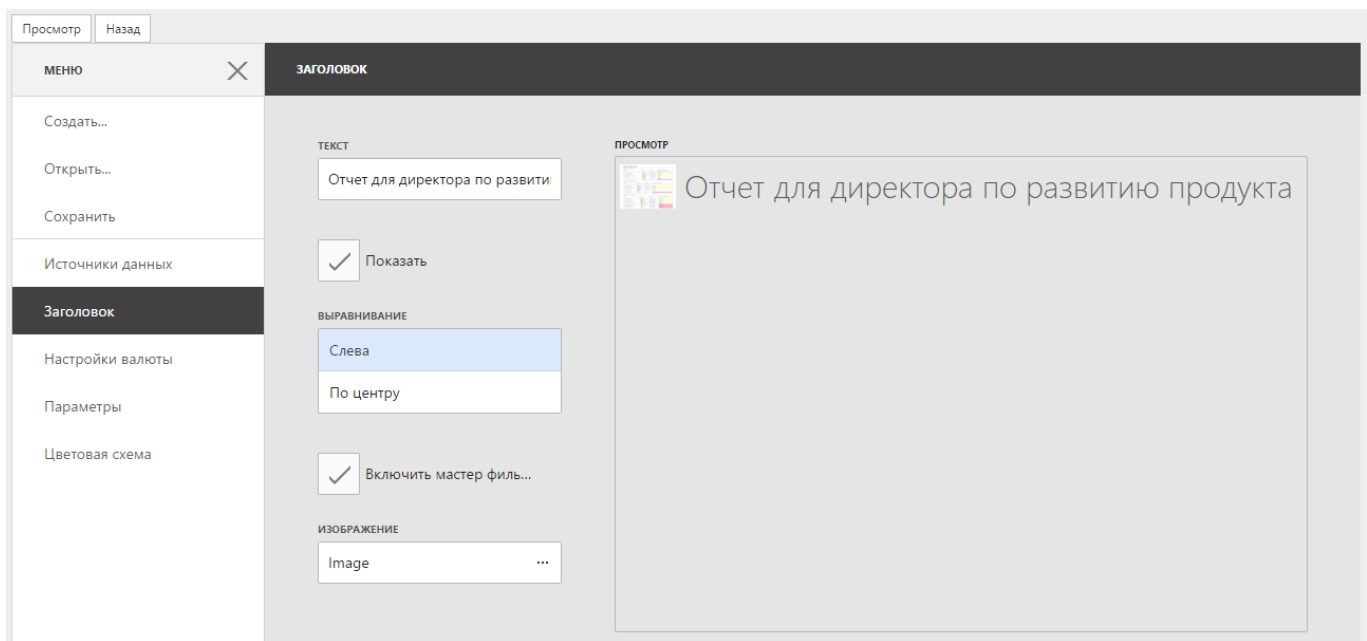 Просмотр Назад
МЕНЮ
Создать...
Открыть...
Сохранить
Источники данных
Заголовок
Настройки валюты
Параметры
Цветовая схема
ЗАГОЛОВОК
ТЕКСТ
Отчет для директора по развити
Показать
ВЫРАВНИВАНИЕ
Слева
По центру
Включить мастер филь...
ИЗОБРАЖЕНИЕ
Image ...
ПРОСМОТР
Отчет для директора по развитию продукта